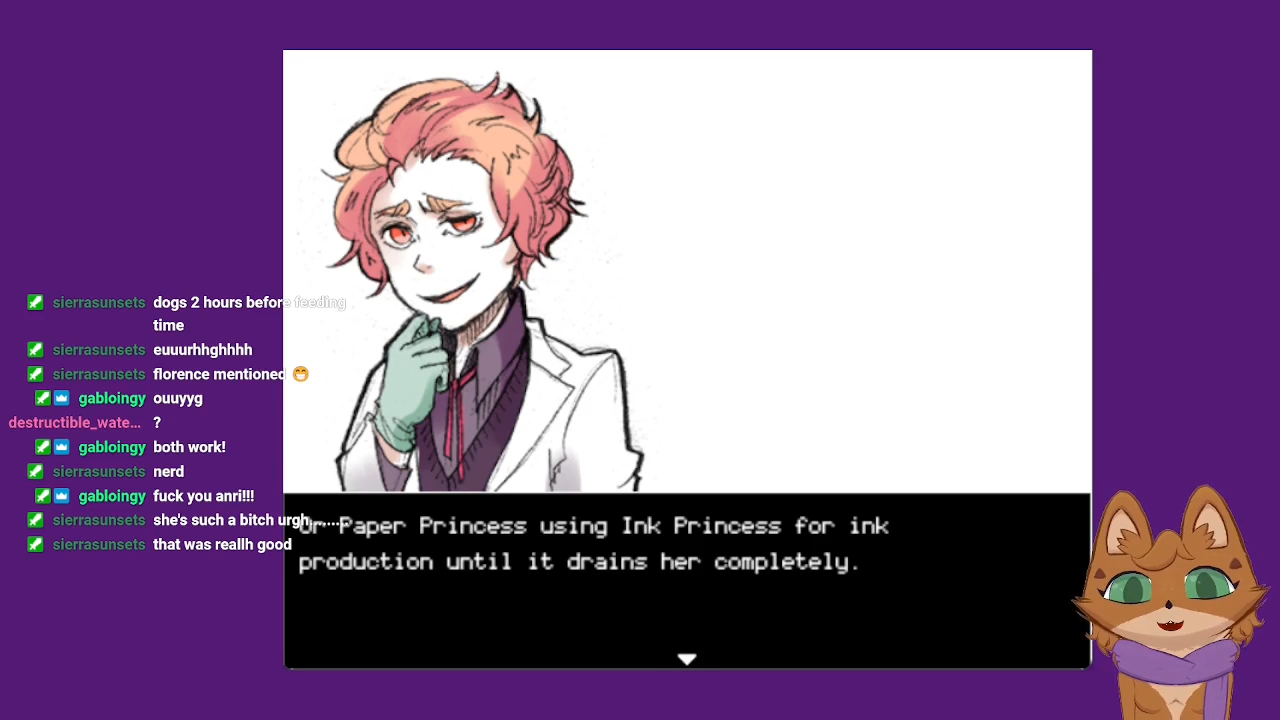 sierrasunsets dogs 2 hours before feeding
time
sierrasunsets euuurhhghhhh
sierrasunsets florence mentioned 😁
gabloingy ouuyyg
destructible_wate... ?
gabloingy both work!
sierrasunsets nerd
gabloingy fuck you anri!!!
sierrasunsets she's such a bitch urgh.........
sierrasunsets that was reallh good
Or Paper Princess using Ink Princess for ink
production until it drains her completely.